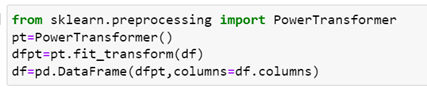 from sklearn.preprocessing import PowerTransformer
pt=PowerTransformer()
dfpt=pt.fit_transform(df)
df=pd.DataFrame(dfpt,columns=df.columns)